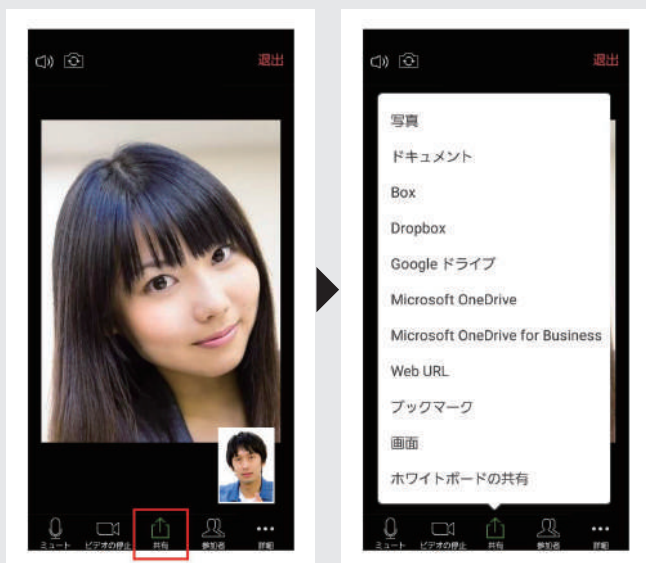 退出
ミュート
ビデオの停止
共有
参加者
詳細
退出
写真
ドキュメント
Box
Dropbox
Google ドライブ
Microsoft OneDrive
Microsoft OneDrive for Business
Web URL
ブックマーク
画面
ホワイトボードの共有
ミュート
ビデオの停止
共有
参加者
詳細